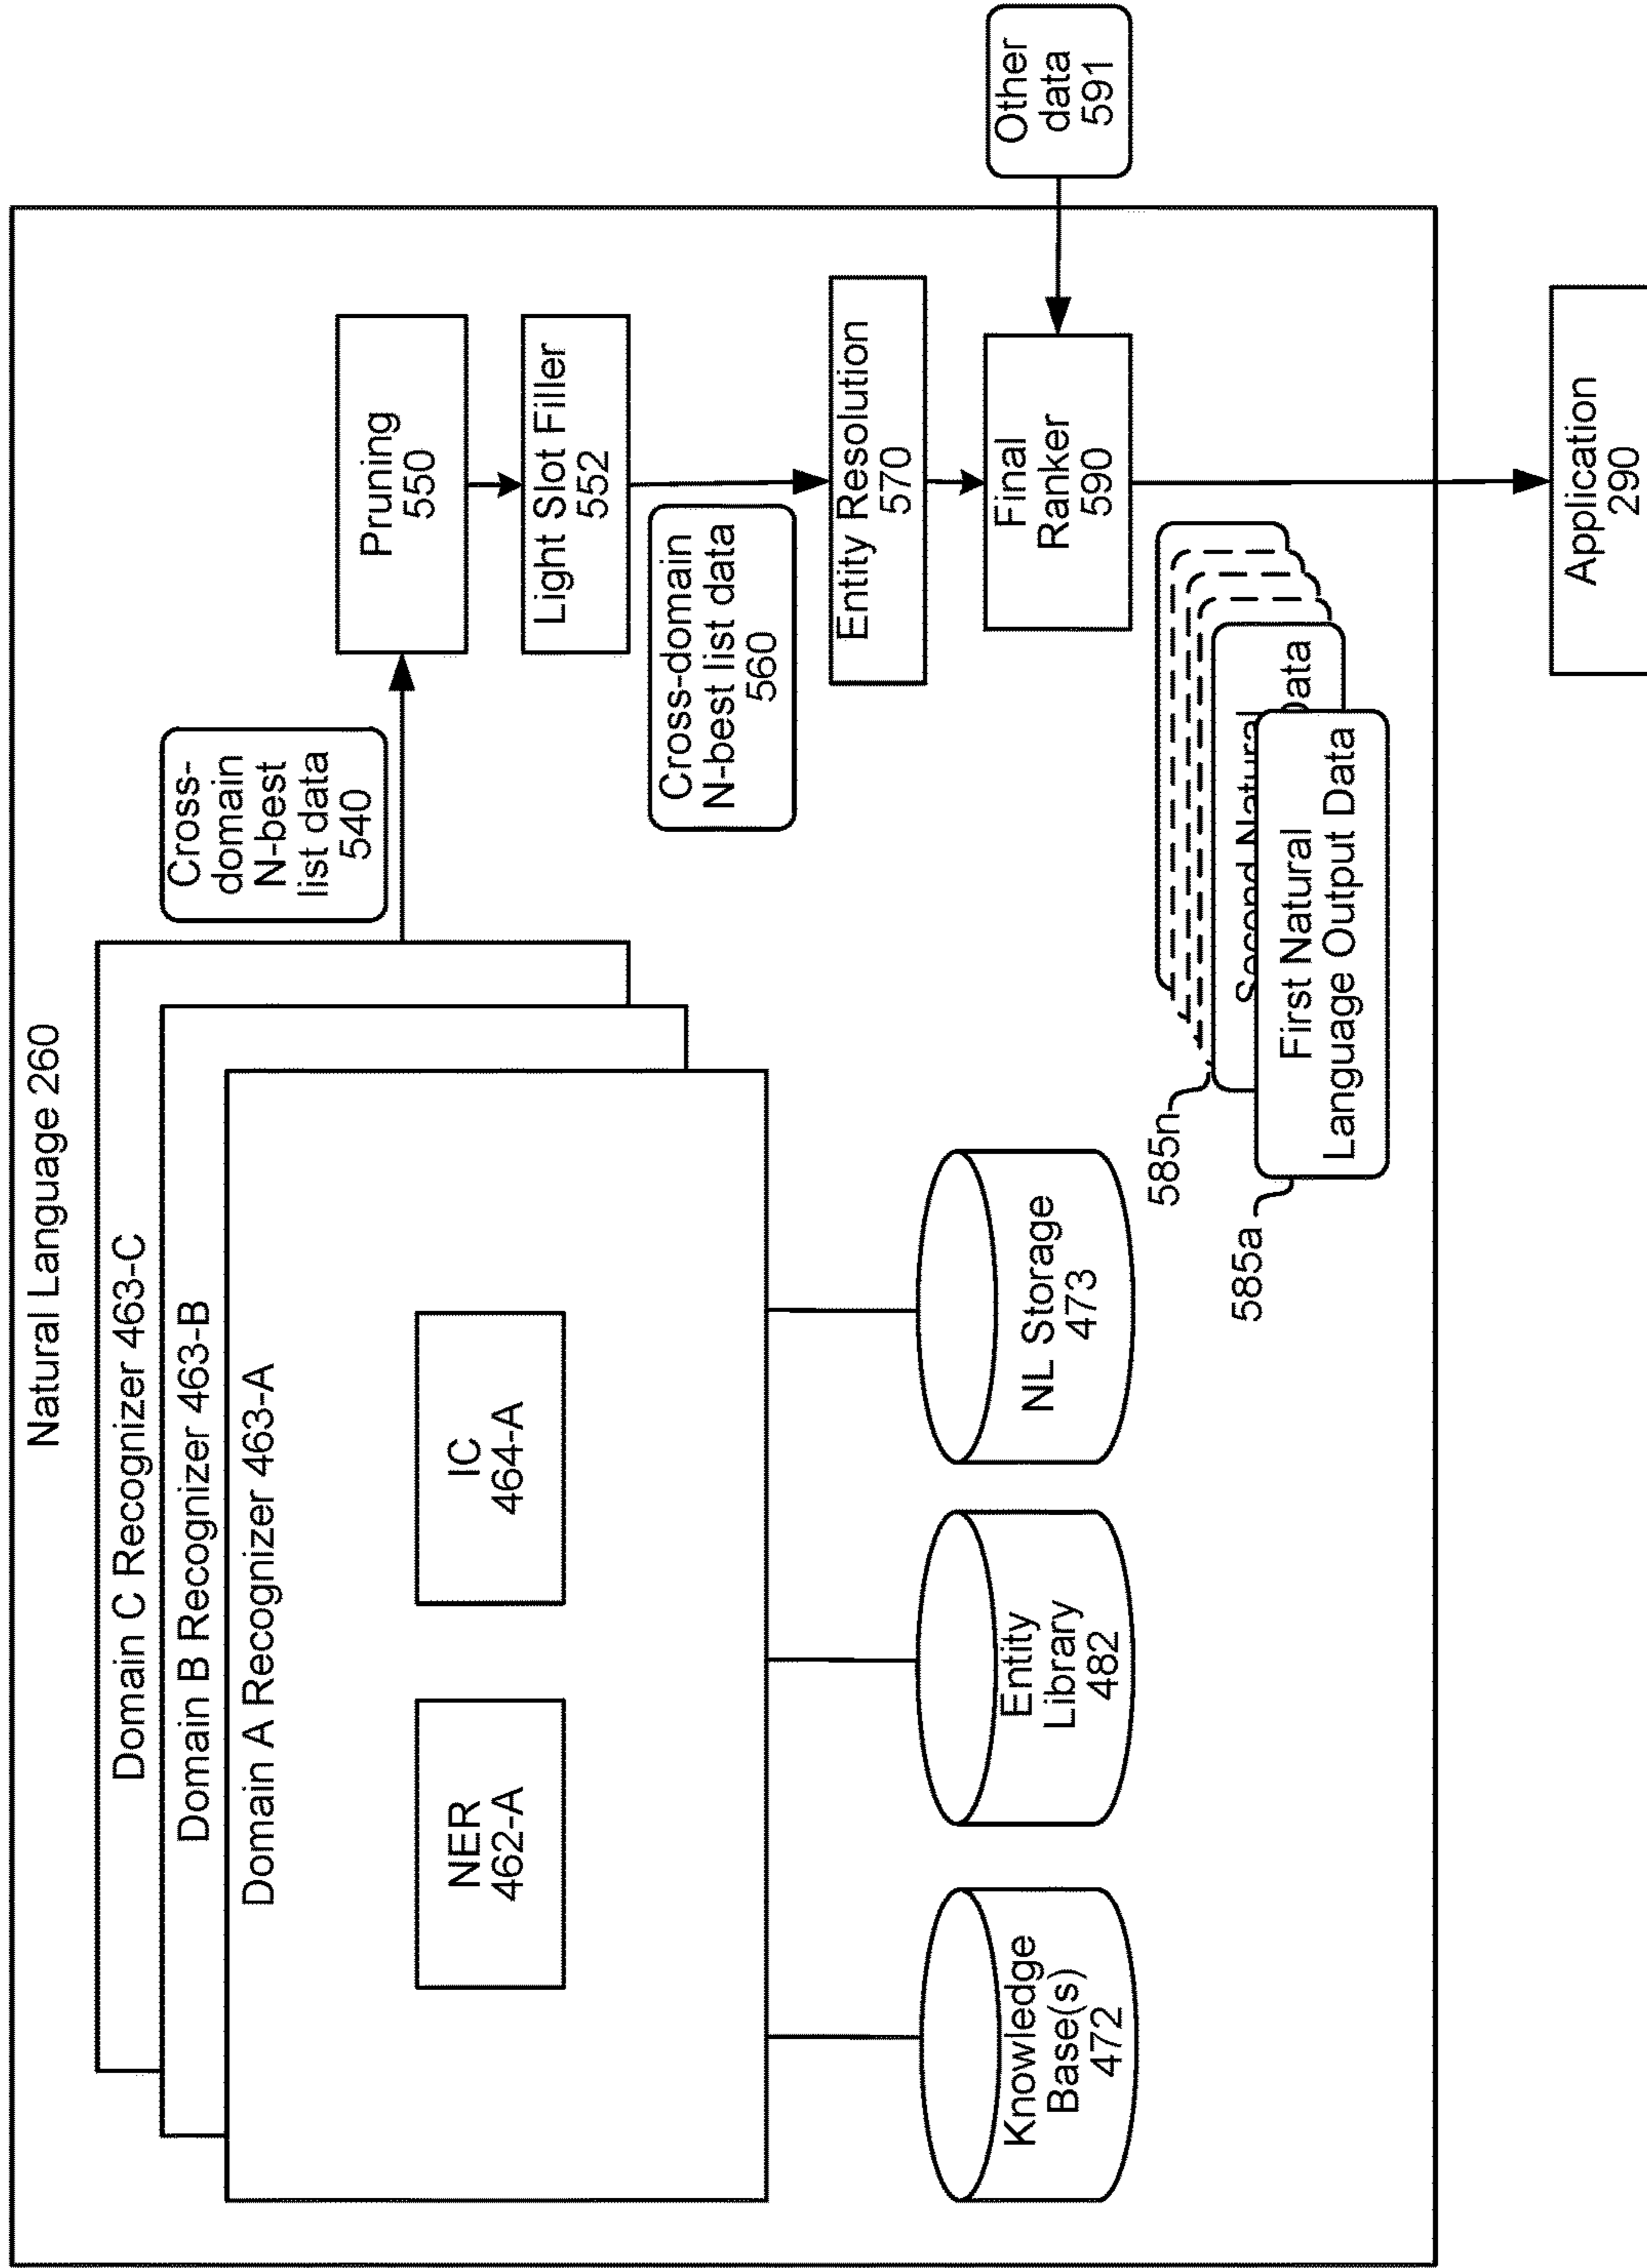 Natural Language 260
Domain C Recognizer 463-C
Domain B Recognizer 463-B
Domain A Recognizer 463-A
NER
462-A
IC
464-A
Knowledge
Base(s)
472
Entity
Library
482
NL Storage
473
Cross-
domain
N-best
list data
540
Pruning
550
Light Slot Filler
552
Cross-domain
N-best list data
560
Entity Resolution
570
Final
Ranker
590
Other
data
591
585n
Second Natural
Data
585a
First Natural
Language Output Data
Application
290